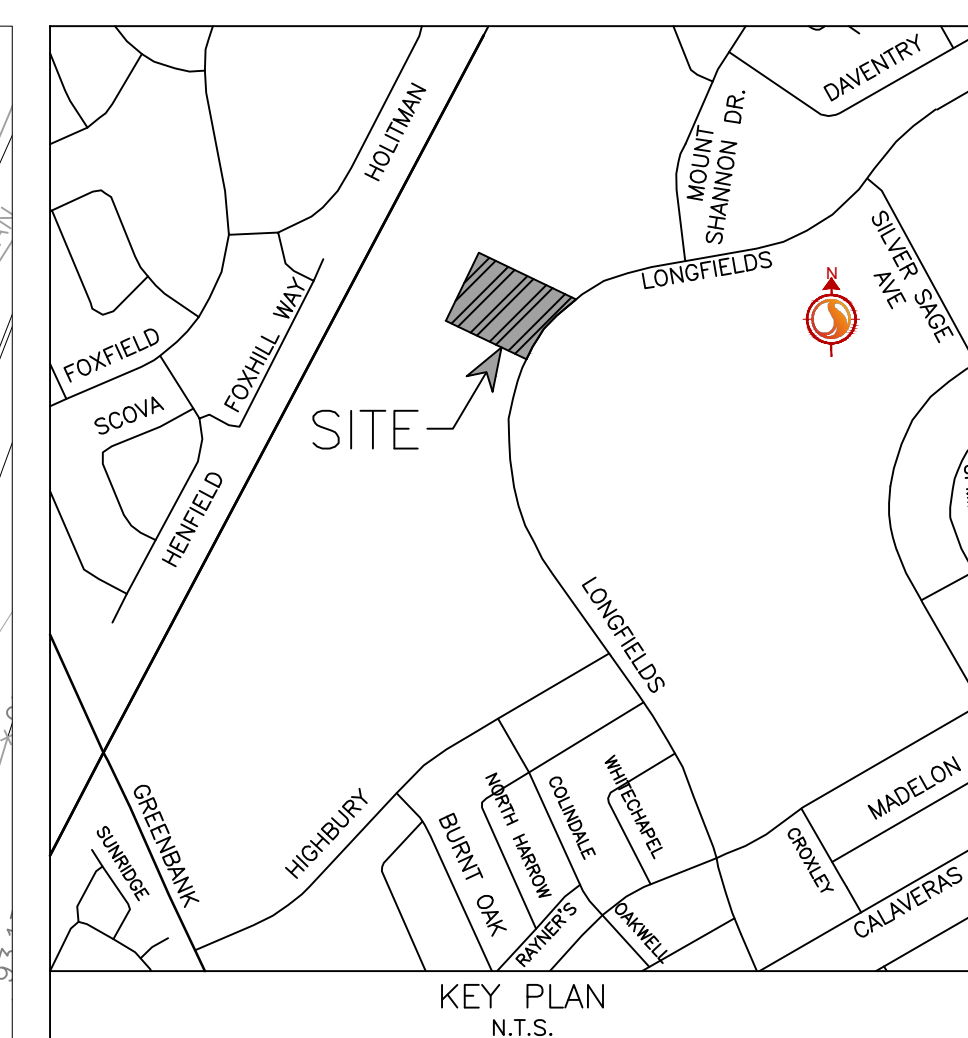 HOLITMAN
DAVENTRY
MOUNT
SHANNON DR.
LONGFIELDS
SILVER SAGE
AVE
N
FOXFIELD
FOXHILL WAY
SCOVA
SITE
HENFIELD
LONGFIELDS
GREENBANK
SUNRIDGE
HIGHBURY
BURNT OAK
NORTH HARROW
COLINDALE
WHITECHAPEL
RAYNER'S
OAKWELL
CROXLEY
MADELON
CALAVERAS
KEY PLAN
N.T.S.